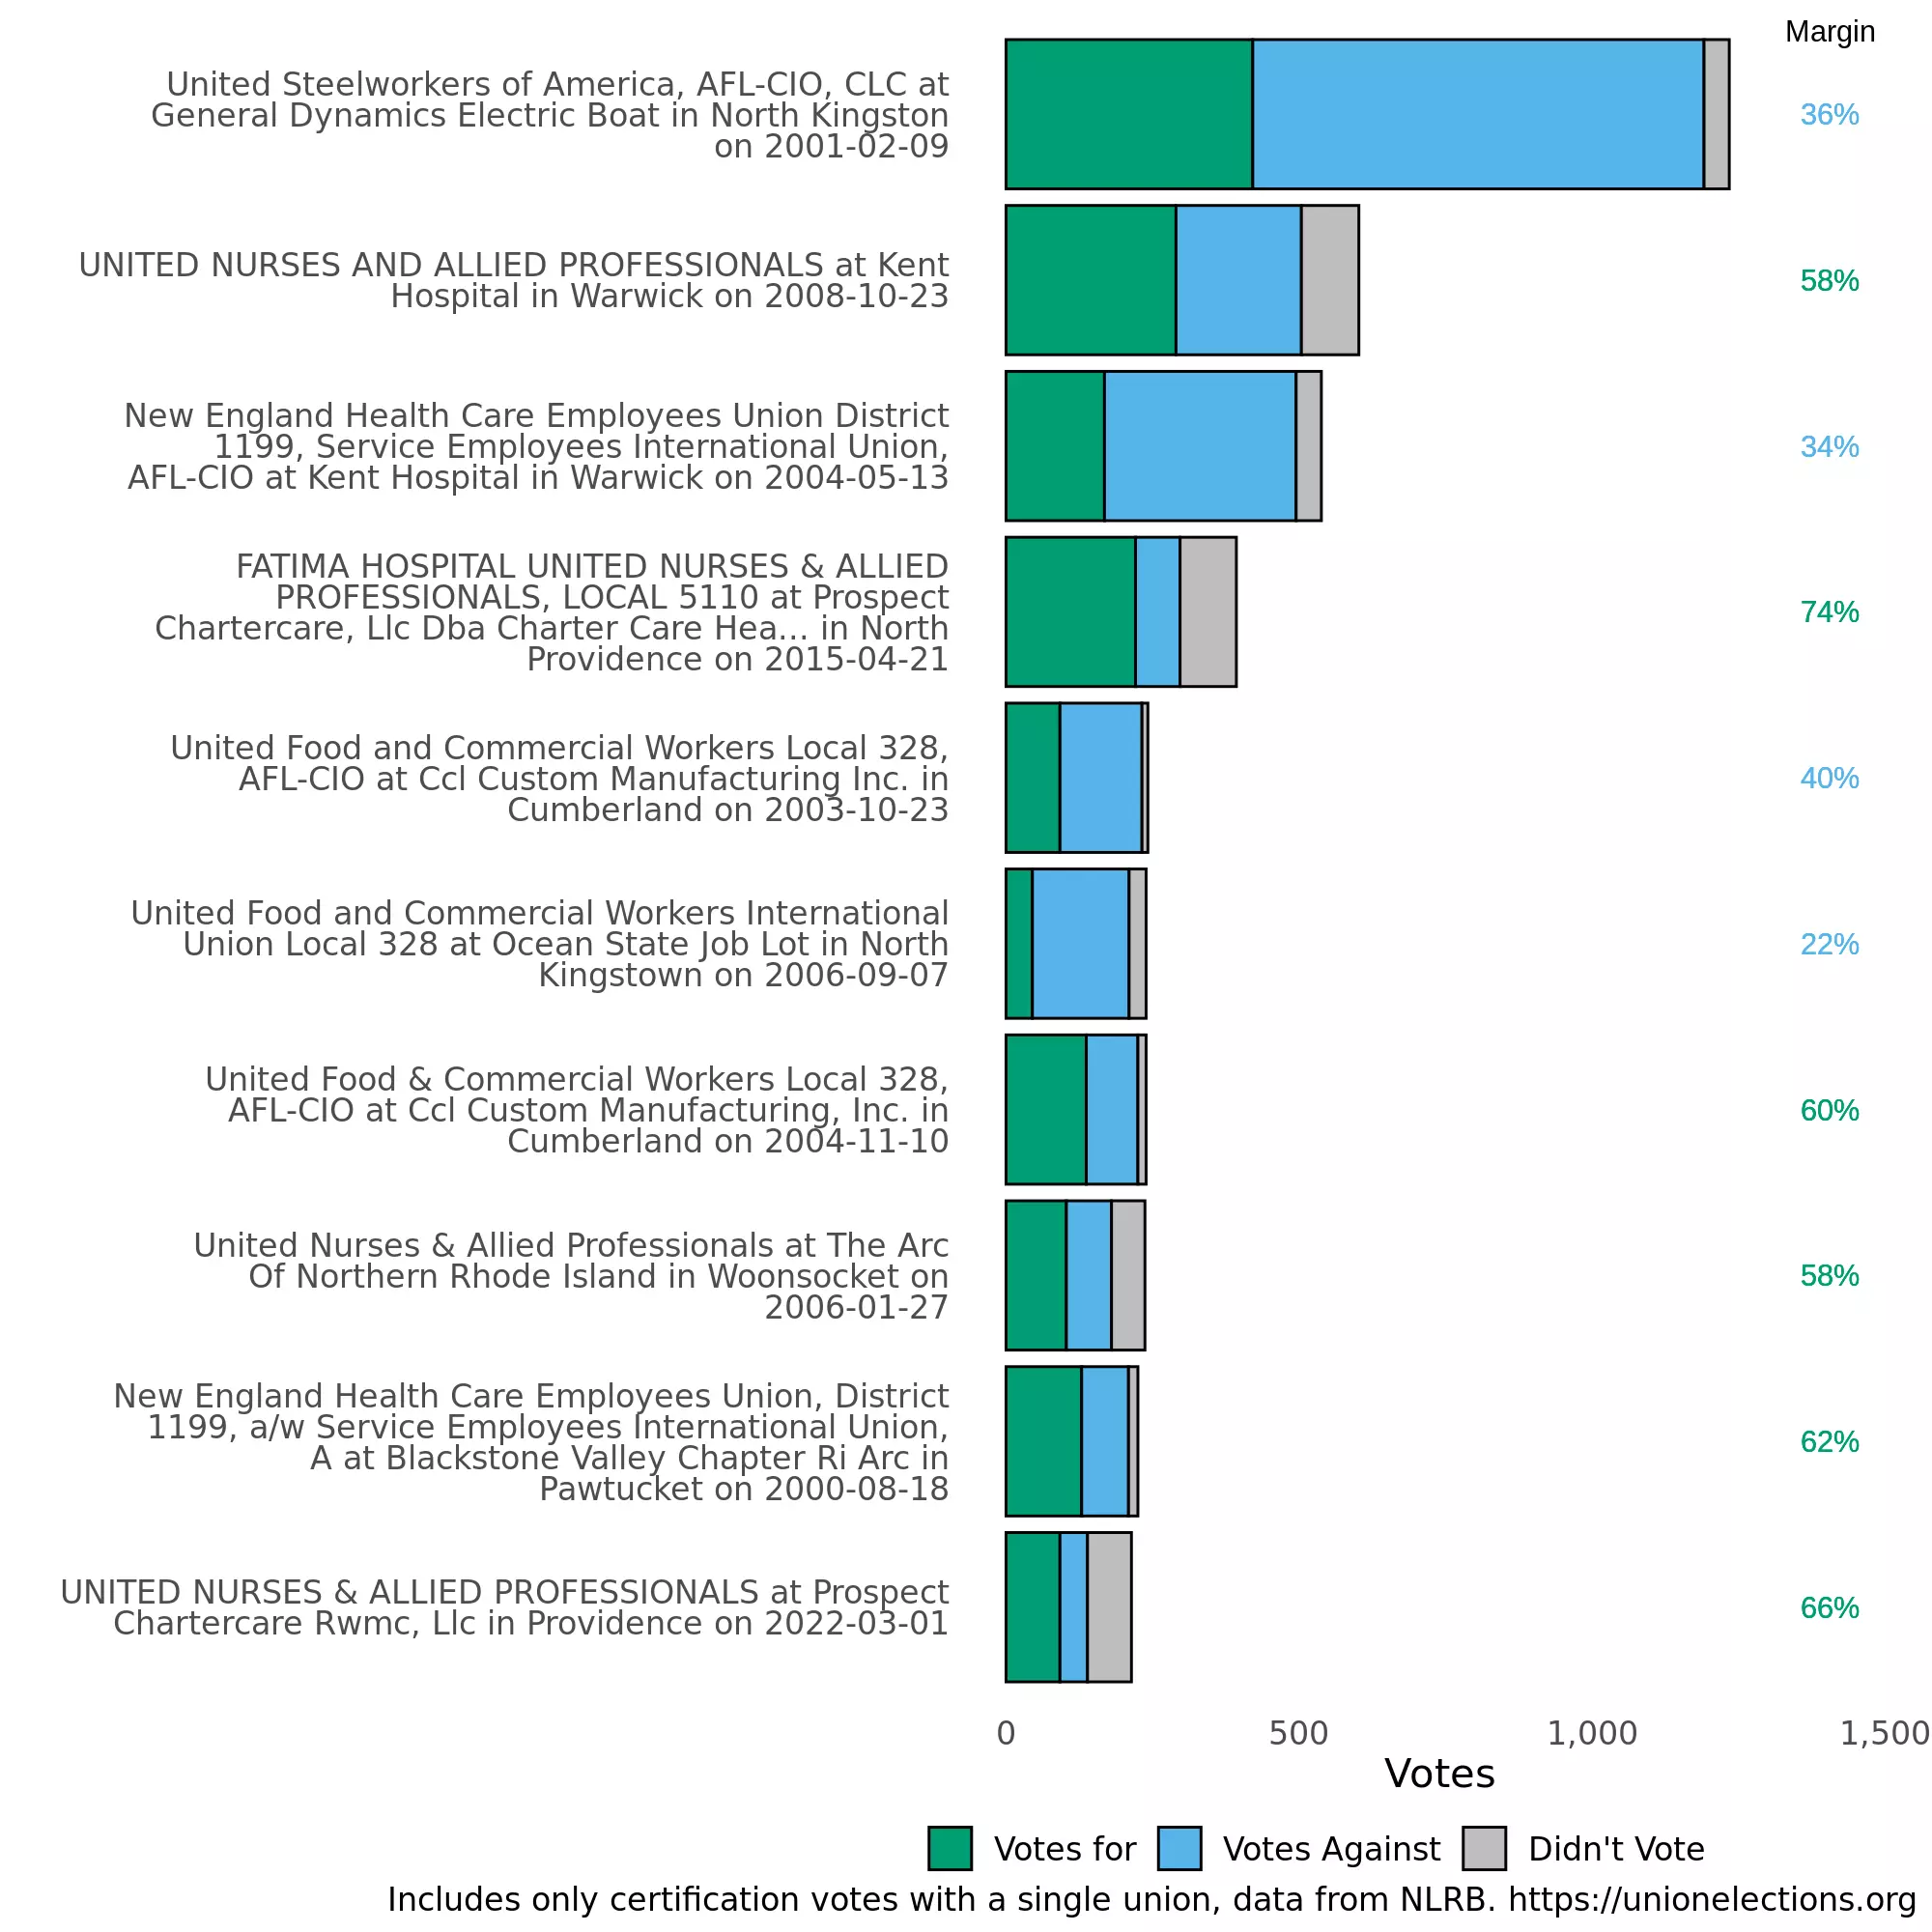 Margin
United Steelworkers of America, AFL-CIO, CLC at
General Dynamics Electric Boat in North Kingston
on 2001-02-09
36%
UNITED NURSES AND ALLIED PROFESSIONALS at Kent
Hospital in Warwick on 2008-10-23
58%
New England Health Care Employees Union District
1199, Service Employees International Union,
AFL-CIO at Kent Hospital in Warwick on 2004-05-13
34%
FATIMA HOSPITAL UNITED NURSES & ALLIED
PROFESSIONALS, LOCAL 5110 at Prospect
Chartercare, Llc Dba Charter Care Hea... in North
Providence on 2015-04-21
74%
United Food and Commercial Workers Local 328,
AFL-CIO at Ccl Custom Manufacturing Inc. in
Cumberland on 2003-10-23
40%
United Food and Commercial Workers International
Union Local 328 at Ocean State Job Lot in North
Kingstown on 2006-09-07
22%
United Food & Commercial Workers Local 328,
AFL-CIO at Ccl Custom Manufacturing, Inc. in
Cumberland on 2004-11-10
60%
United Nurses & Allied Professionals at The Arc
Of Northern Rhode Island in Woonsocket on
2006-01-27
58%
New England Health Care Employees Union, District
1199, a/w Service Employees International Union,
A at Blackstone Valley Chapter Ri Arc in
Pawtucket on 2000-08-18
62%
UNITED NURSES & ALLIED PROFESSIONALS at Prospect
Chartercare Rwmc, Llc in Providence on 2022-03-01
66%
0 500 1,000 1,500
Votes
Votes for Votes Against Didn't Vote
Includes only certification votes with a single union, data from NLRB. https://unionelections.org